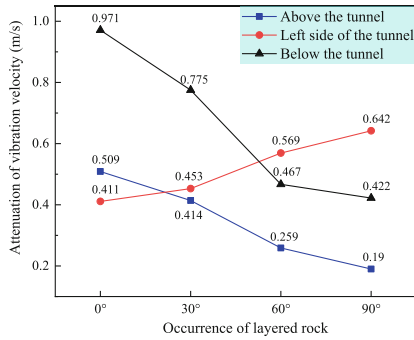 Above the tunnel
Left side of the tunnel
Below the tunnel
Attenuation of vibration velocity (m/s)
1.0
0.8
0.6
0.4
0.2
0.971
0.775
0.467
0.422
0.411
0.453
0.569
0.642
0.509
0.414
0.259
0.19
0° 30° 60° 90°
Occurrence of layered rock